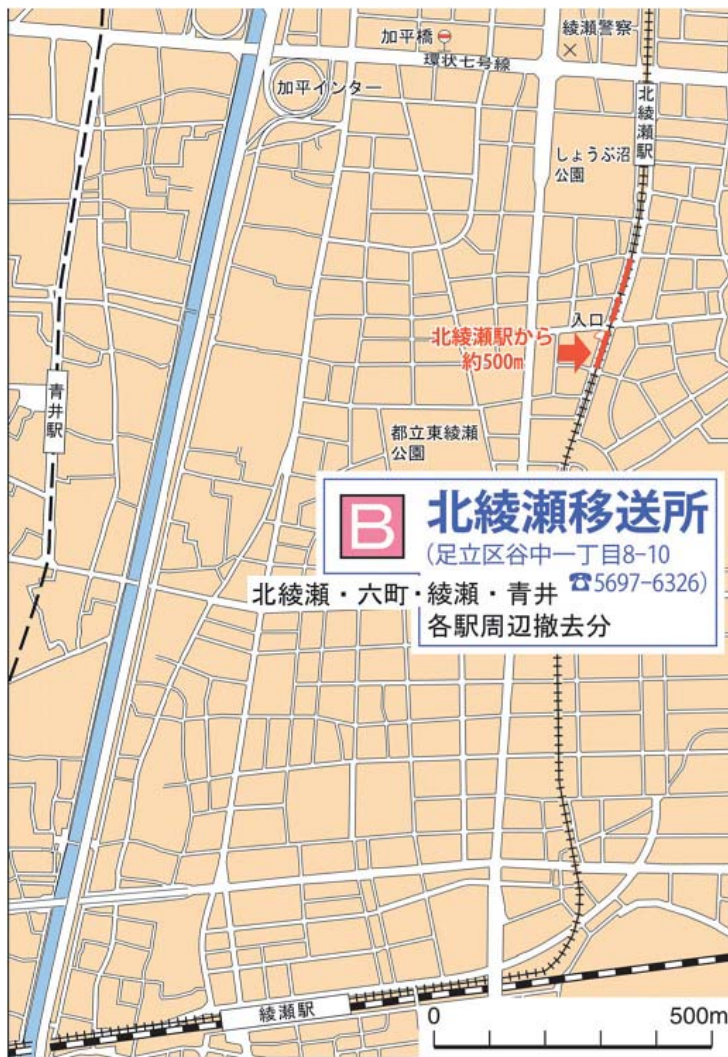 加平橋
綾瀬警察
環状七号線
加平インター
北綾瀬駅
しょうぶ沼
公園
入口
北綾瀬駅から
約500m
青井駅
都立東綾瀬
公園
B
北綾瀬移送所
(足立区谷中一丁目8-10
☎5697-6326)
北綾瀬・六町・綾瀬・青井
各駅周辺撤去分
綾瀬駅
0
500m